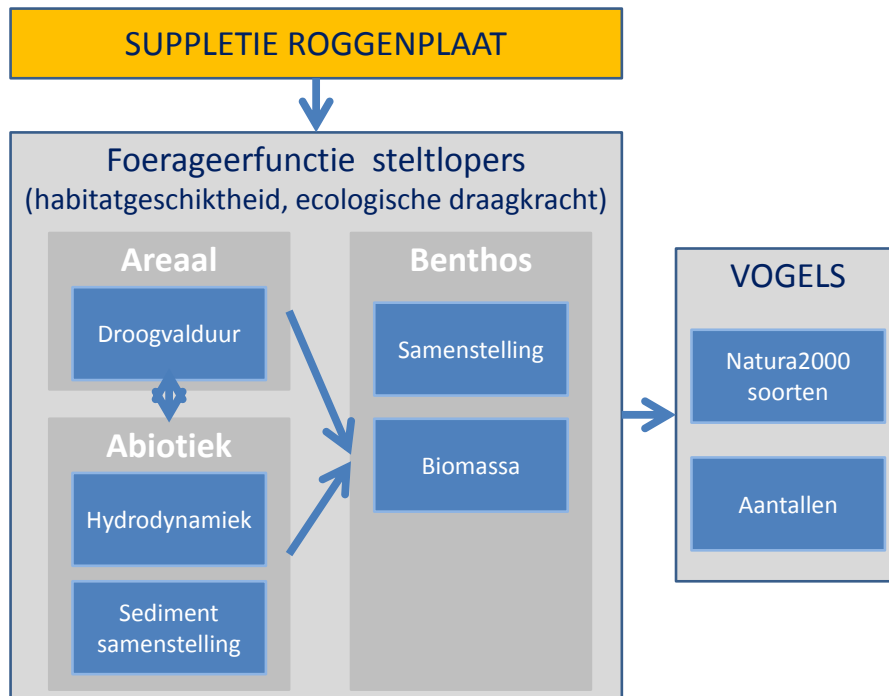 SUPPLETIE ROGGENPLAAT
Foerageerfunctie steltlopers
(habitatgeschiktheid, ecologische draagkracht)
Areaal
Droogvalduur
Abiotiek
Hydrodynamiek
Sediment
samenstelling
Benthos
Samenstelling
Biomassa
VOGELS
Natura2000
soorten
Aantallen